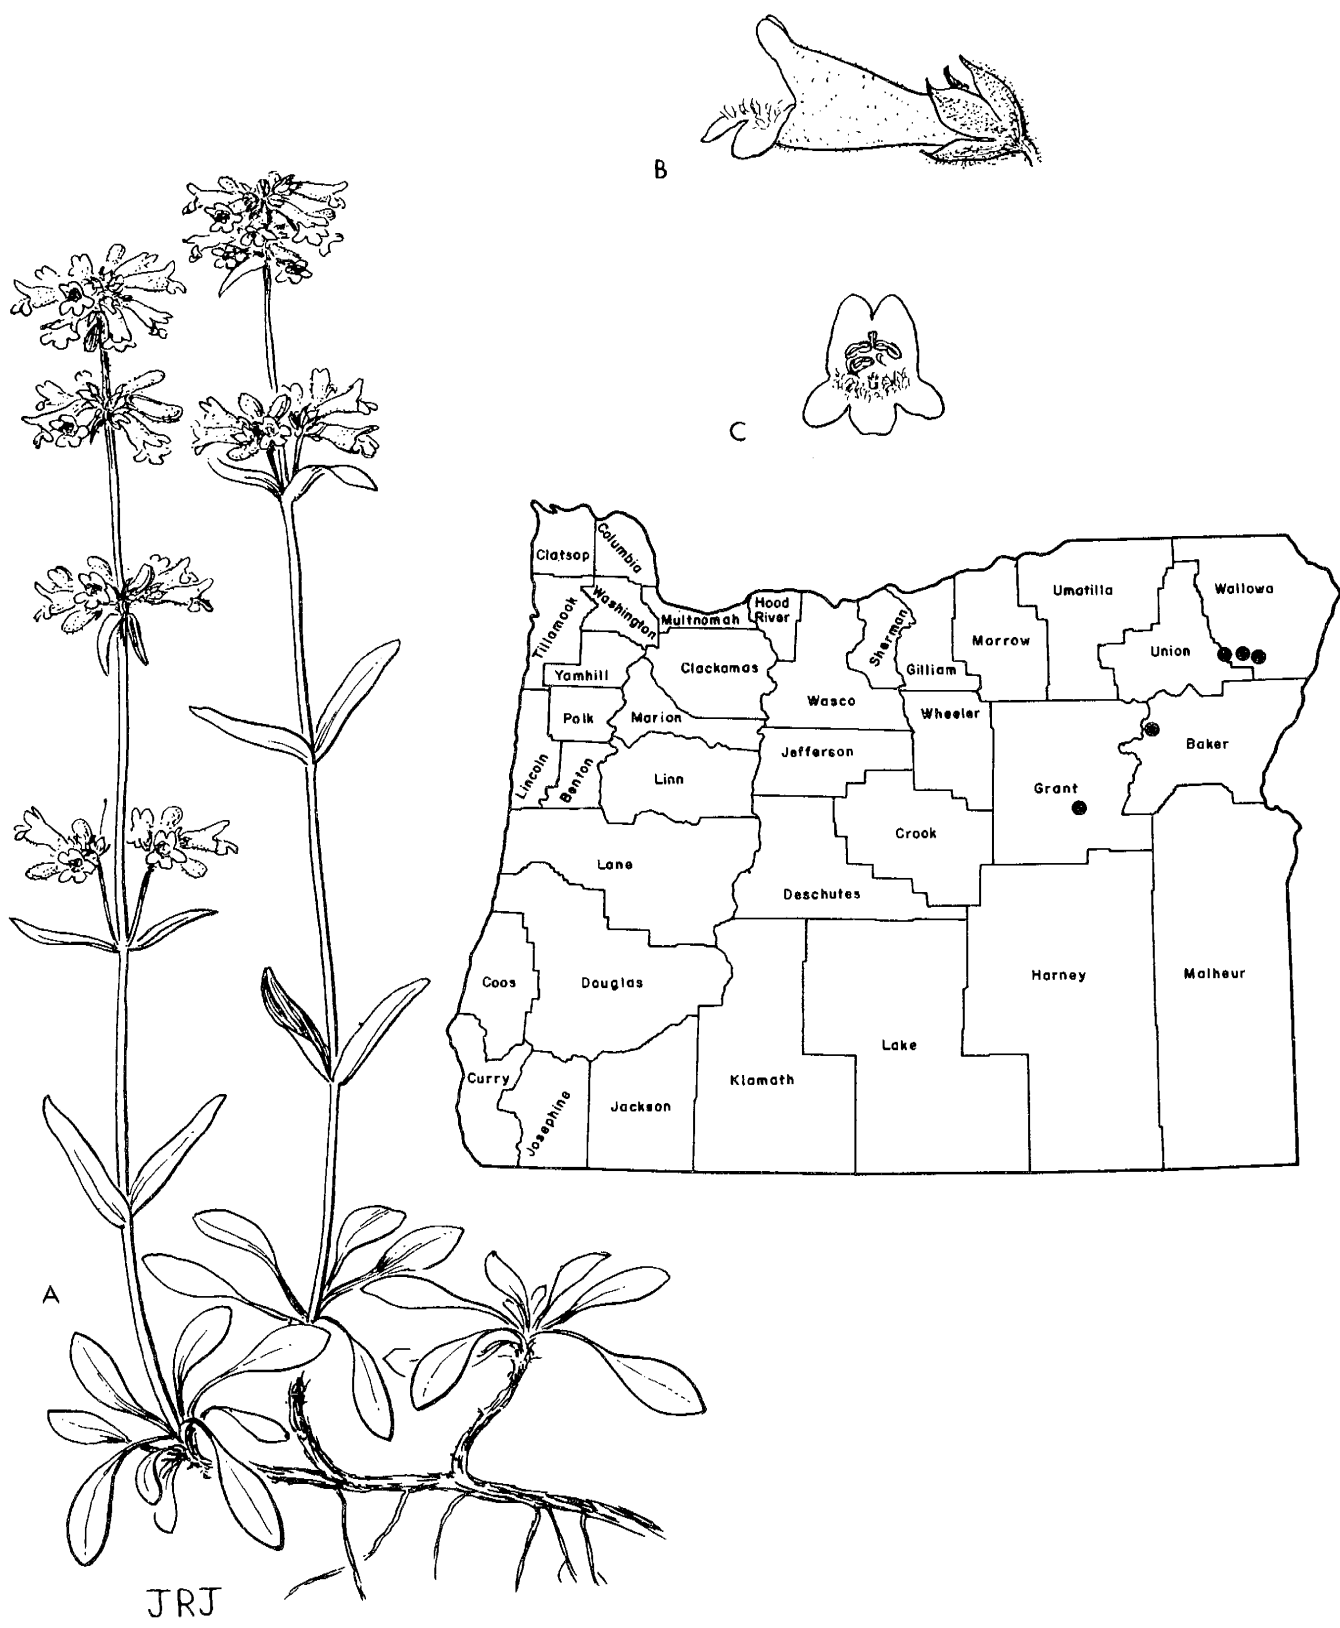 B
C
Clatsop
Columbia
Tillamook
Washington
Multnomah
Hood
River
Sherman
Gilliam
Morrow
Umatilla
Wallowa
Union
Yamhill
Clackamas
Wasco
Wheeler
Polk
Marion
Jefferson
Grant
Baker
Lincoln
Benton
Linn
Crook
Lane
Deschutes
Coos
Douglas
Harney
Malheur
Lake
Curry
Josephine
Jackson
Klamath
A
JRJ